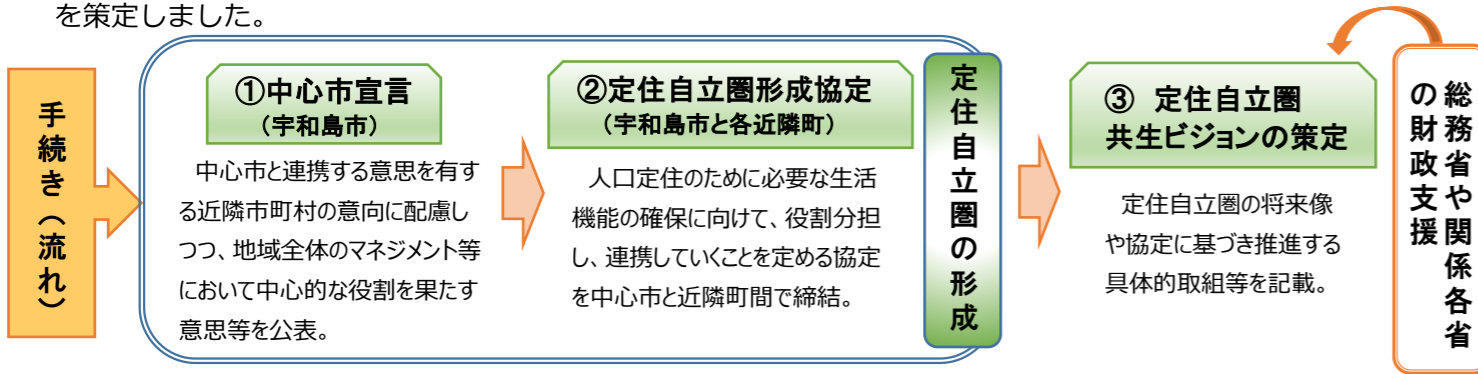 を策定しました。
手続き（流れ）
①中心市宣言
（宇和島市）
中心市と連携する意思を有す
る近隣市町村の意向に配慮し
つつ、地域全体のマネジメント等
において中心的な役割を果たす
意思等を公表。
②定住自立圏形成協定
（宇和島市と各近隣町）
人口定住のために必要な生活
機能の確保に向けて、役割分担
し、連携していくことを定める協定
を中心市と近隣町間で締結。
定住自立圏の形成
③ 定住自立圏
共生ビジョンの策定
定住自立圏の将来像
や協定に基づき推進する
具体的取組等を記載。
総務省や関係各省
の財政支援